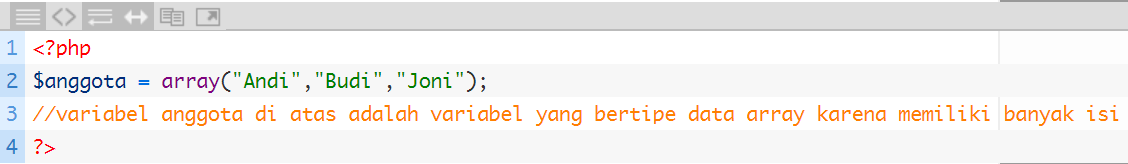 1 <?php
2 $anggota = array("Andi","Budi","Joni");
3 //variabel anggota di atas adalah variabel yang bertipe data array karena memiliki banyak isi
4 ?>